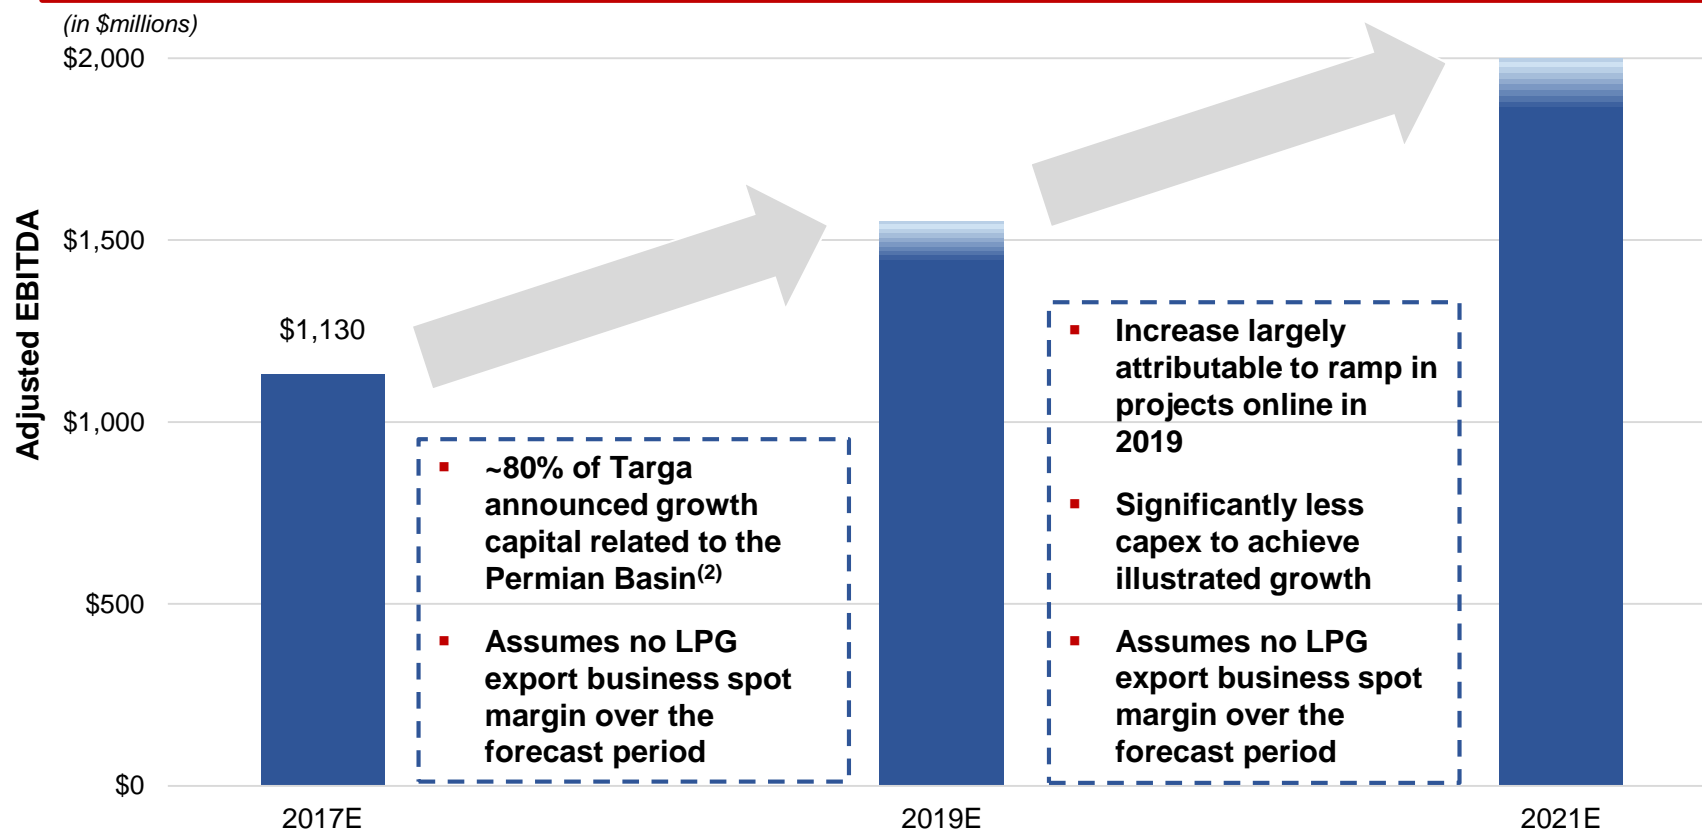 (in $millions)
$2,000
$1,500
$1,000
$500
$0
Adjusted EBITDA
$1,130
▪ ~80% of Targa
announced growth
capital related to the
Permian Basin(2)
▪ Assumes no LPG
export business spot
margin over the
forecast period
▪ Increase largely
attributable to ramp in
projects online in
2019
▪ Significantly less
capex to achieve
illustrated growth
▪ Assumes no LPG
export business spot
margin over the
forecast period
2017E
2019E
2021E